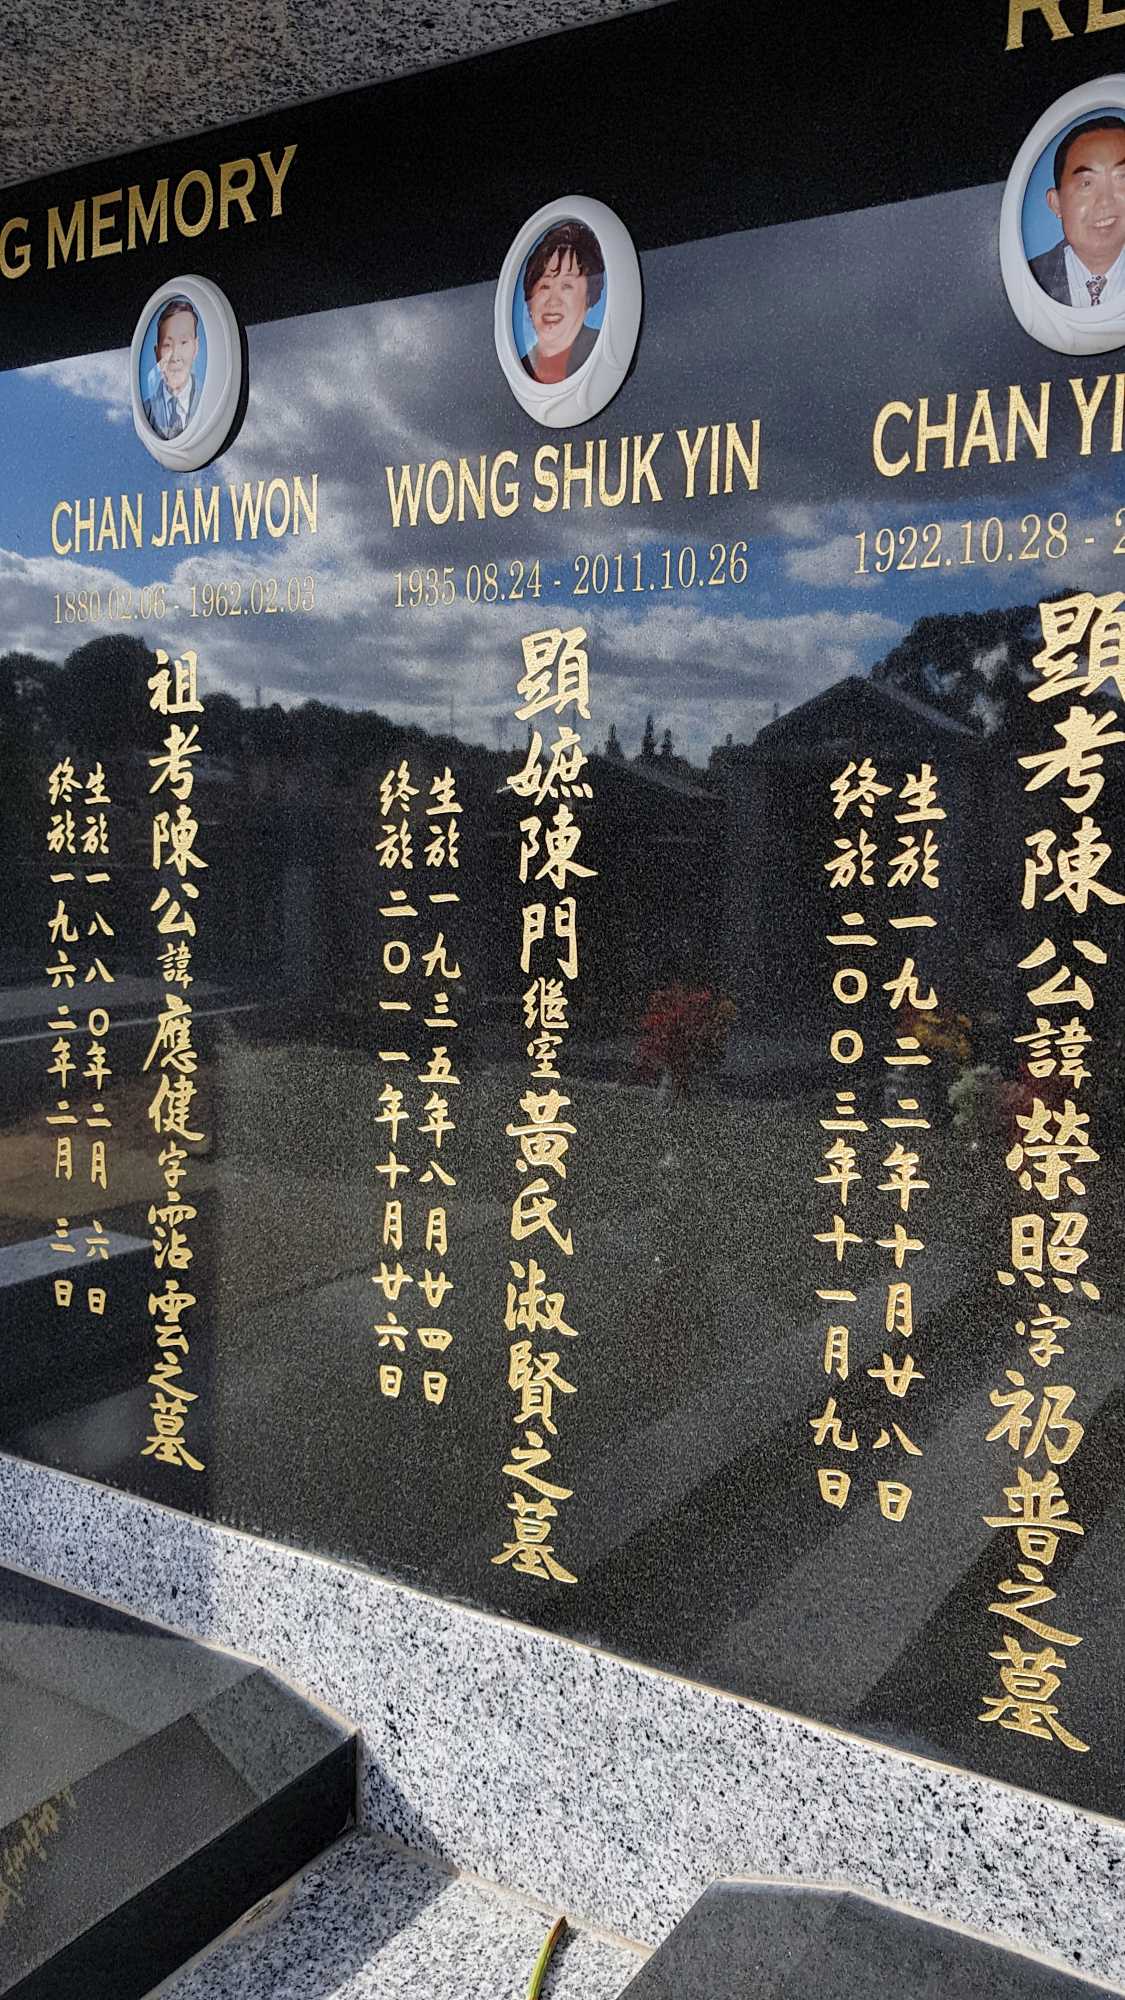 G MEMORY
CHAN JAM WON
1880.02.06 - 1962.02.03
祖考陳公諱應健字霑雲之墓
生於一八八〇年二月 六日
終於一九六二年二月 三日
WONG SHUK YIN
1935.08.24 - 2011.10.26
顯嫲陳門继室黃氏淑賢之墓
生於一九三五年八月廿四日
終於二〇一一年十月廿六日
CHAN YI
1922.10.28 - 2
顯考陳公諱榮照字礽普之墓
生於一九二二年十月廿八日
終於二〇〇三年十一月九日